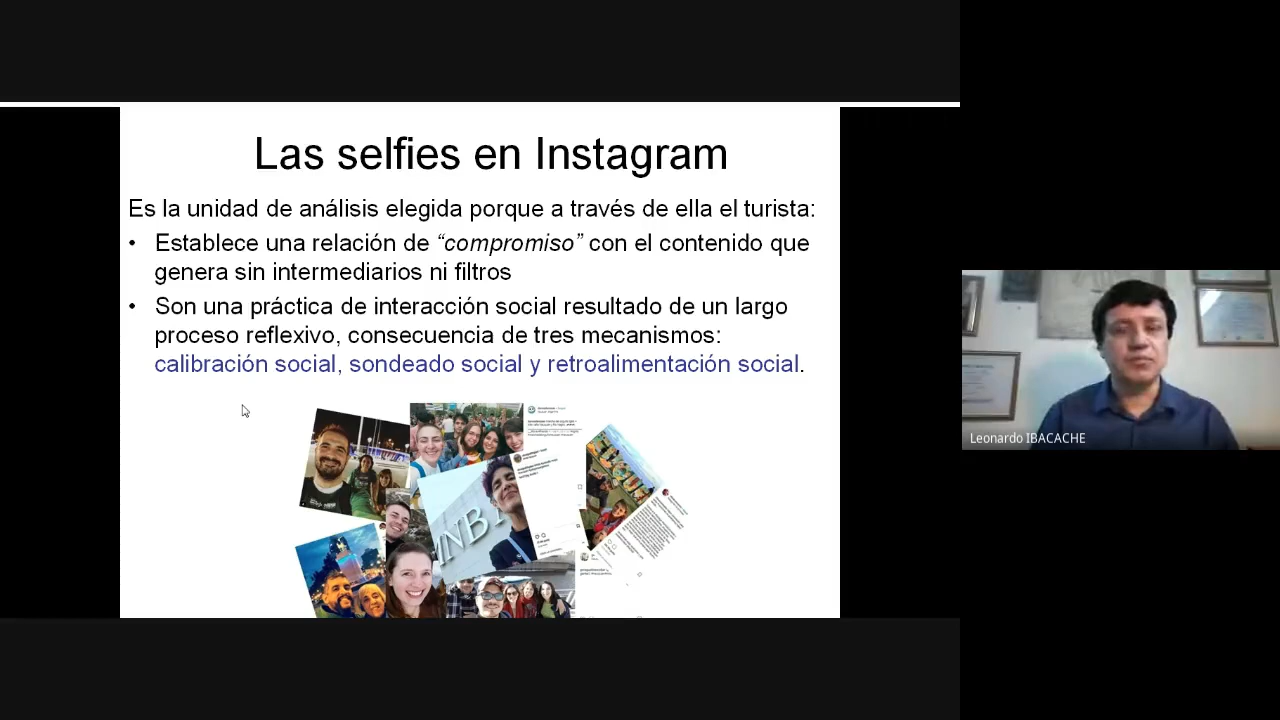 Las selfies en Instagram
Es la unidad de análisis elegida porque a través de ella el turista:
• Establece una relación de “compromiso” con el contenido que
genera sin intermediarios ni filtros
• Son una práctica de interacción social resultado de un largo
proceso reflexivo, consecuencia de tres mecanismos:
calibración social, sondeado social y retroalimentación social.
MNBA
Leonardo IBACACHE